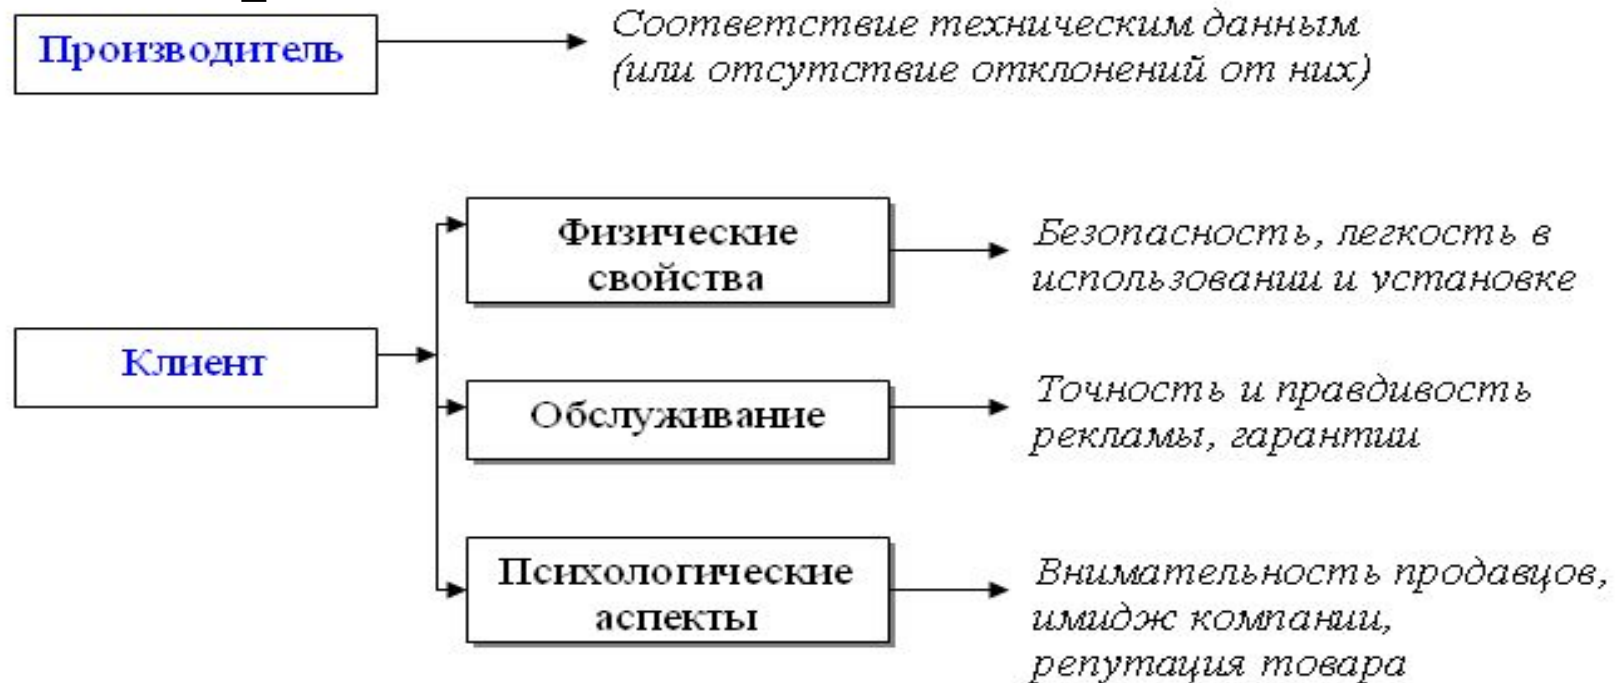 Производитель
Соответствие техническим данным
(или отсутствие отклонений от них)
Физические
свойства
Безопасность, легкость в
использовании и установке
Клиент
Обслуживание
Точность и правдивость
рекламы, гарантии
Психологические
аспекты
Внимательность продавцов,
имидж компании,
репутация товара